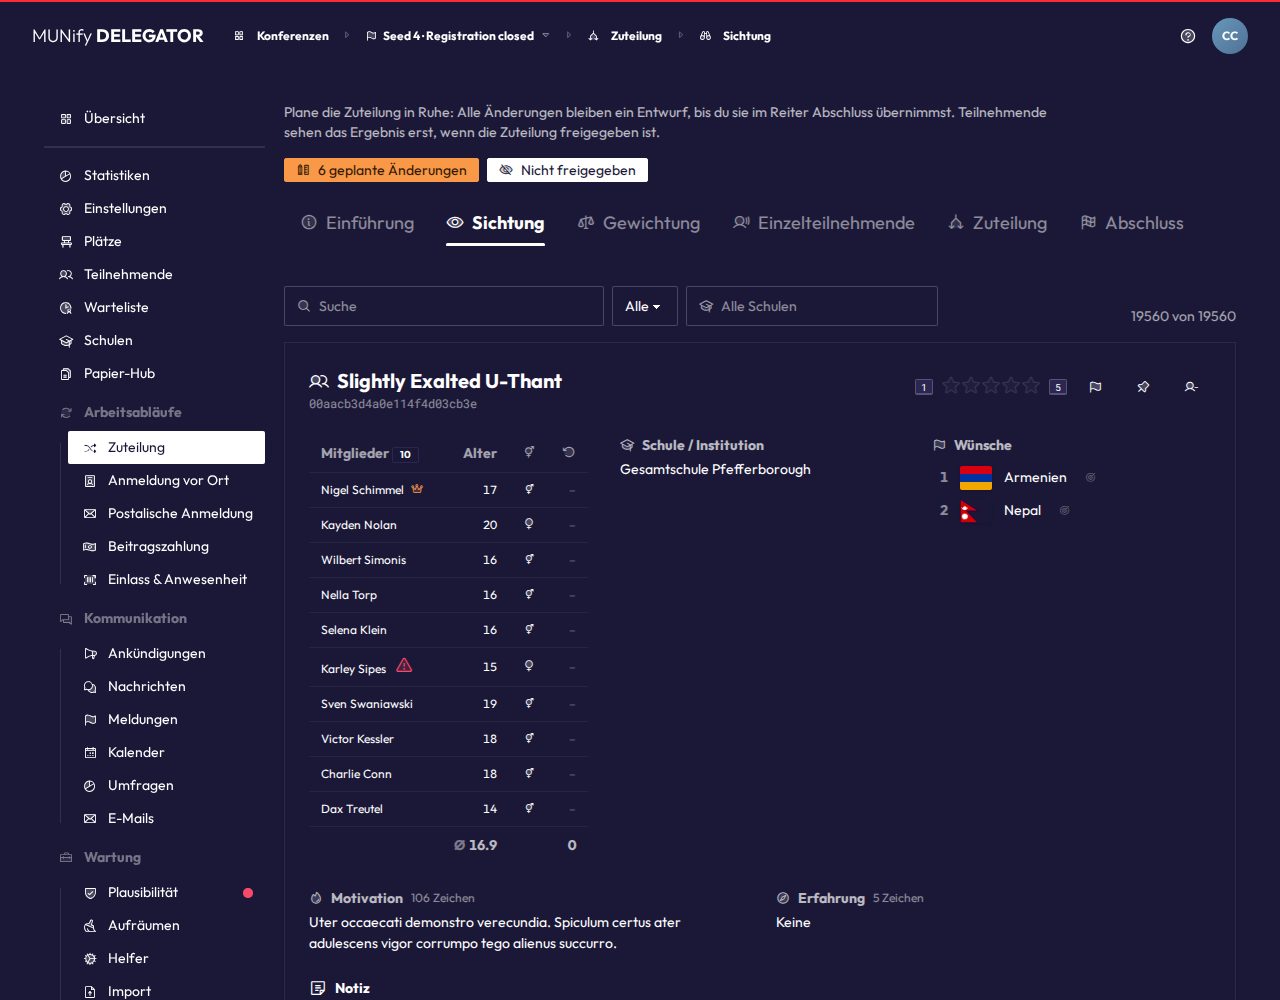 MUNify DELEGATOR
Konferenzen
Seed 4 · Registration closed
Zuteilung
Sichtung
CC
Übersicht
Statistiken
Einstellungen
Plätze
Teilnehmende
Warteliste
Schulen
Papier-Hub
Arbeitsabläufe
Zuteilung
Anmeldung vor Ort
Postalische Anmeldung
Beitragszahlung
Einlass & Anwesenheit
Kommunikation
Ankündigungen
Nachrichten
Meldungen
Kalender
Umfragen
E-Mails
Wartung
Plausibilität
Aufräumen
Helfer
Import
Plane die Zuteilung in Ruhe: Alle Änderungen bleiben ein Entwurf, bis du sie im Reiter Abschluss übernimmst. Teilnehmende
sehen das Ergebnis erst, wenn die Zuteilung freigegeben ist.
6 geplante Änderungen
Nicht freigegeben
Einführung
Sichtung
Gewichtung
Einzelteilnehmende
Zuteilung
Abschluss
Suche
Alle
Alle Schulen
19560 von 19560
Slightly Exalted U-Thant
00aacb3d4a0e114f4d03cb3e
1
5
Mitglieder 10 Alter
Nigel Schimmel 17 –
Kayden Nolan 20 –
Wilbert Simonis 16 –
Nella Torp 16 –
Selena Klein 16 –
Karley Sipes 15 –
Sven Swaniawski 19 –
Victor Kessler 18 –
Charlie Conn 18 –
Dax Treutel 14 –
Ø 16.9 0
Schule / Institution
Gesamtschule Pfefferborough
Wünsche
1 Armenien
2 Nepal
Motivation 106 Zeichen
Uter occaecati demonstro verecundia. Spiculum certus ater
adulescens vigor corrumpo tego alienus succurro.
Erfahrung 5 Zeichen
Keine
Notiz